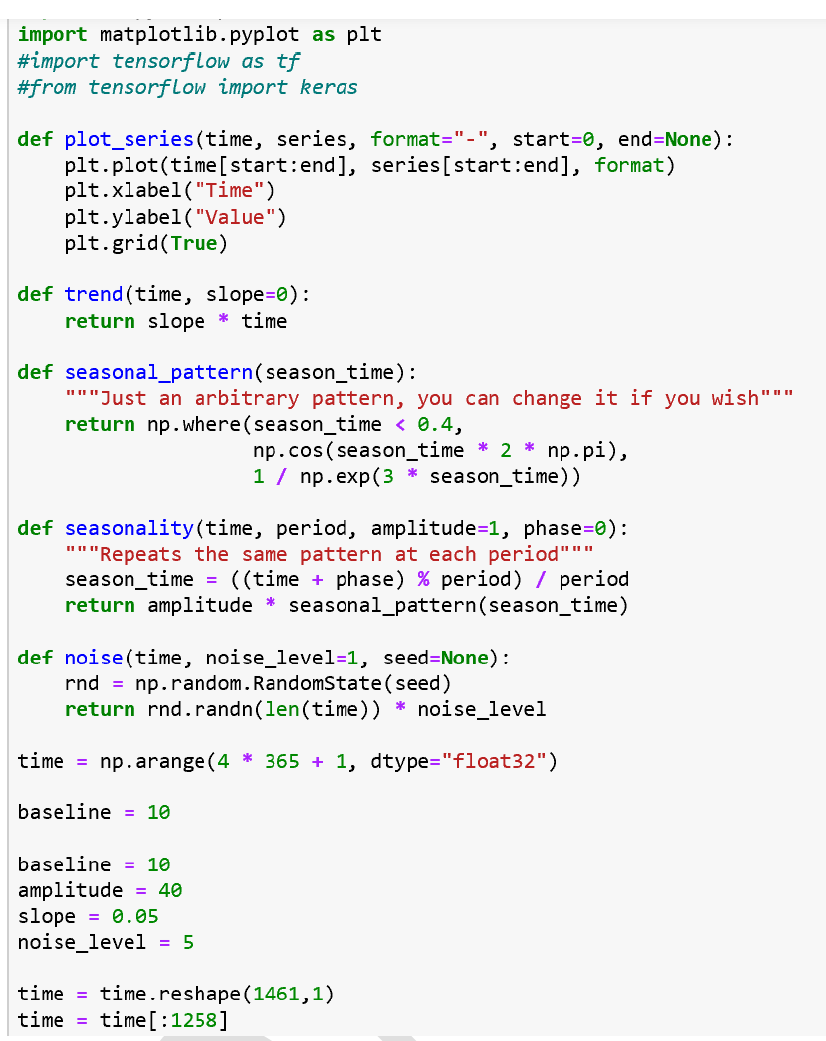 import matplotlib.pyplot as plt
#import tensorflow as tf
#from tensorflow import keras
def plot_series(time, series, format="-", start=0, end=None):
    plt.plot(time[start:end], series[start:end], format)
    plt.xlabel("Time")
    plt.ylabel("Value")
    plt.grid(True)
def trend(time, slope=0):
    return slope * time
def seasonal_pattern(season_time):
    """Just an arbitrary pattern, you can change it if you wish"""
    return np.where(season_time < 0.4,
                    np.cos(season_time * 2 * np.pi),
                    1 / np.exp(3 * season_time))
def seasonality(time, period, amplitude=1, phase=0):
    """Repeats the same pattern at each period"""
    season_time = ((time + phase) % period) / period
    return amplitude * seasonal_pattern(season_time)
def noise(time, noise_level=1, seed=None):
    rnd = np.random.RandomState(seed)
    return rnd.randn(len(time)) * noise_level
time = np.arange(4 * 365 + 1, dtype="float32")
baseline = 10
baseline = 10
amplitude = 40
slope = 0.05
noise_level = 5
time = time.reshape(1461,1)
time = time[:1258]